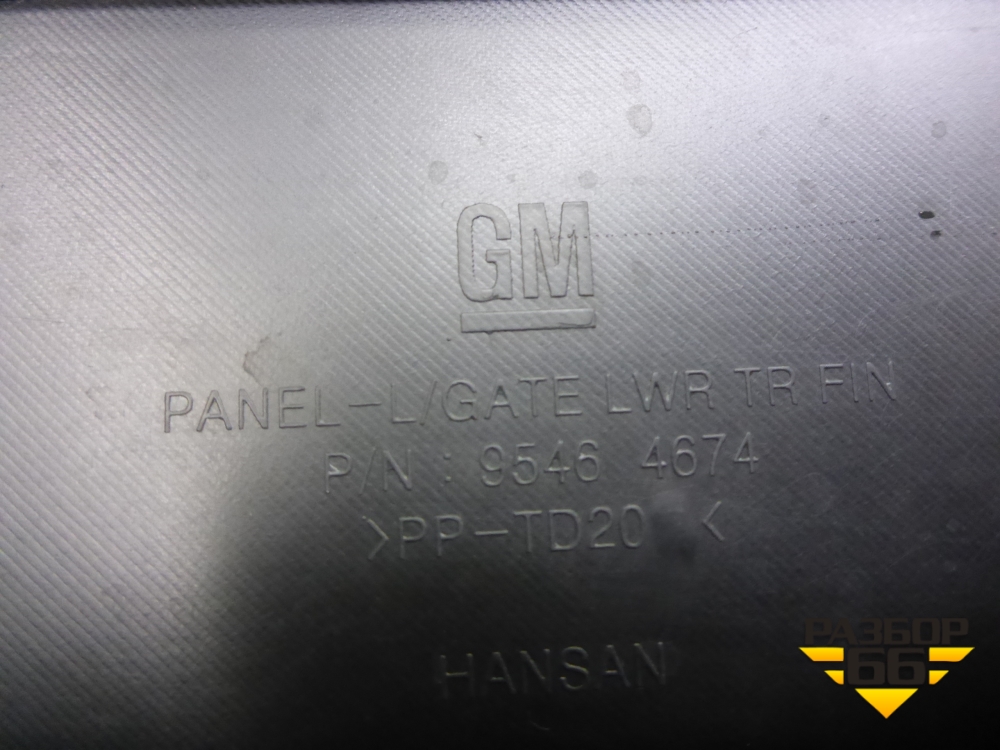 GM
PANEL-L/GATE LWR TR FIN
P/N : 9546 4674
>PP-TD20 <
HANSAN
РАЗБОР
66